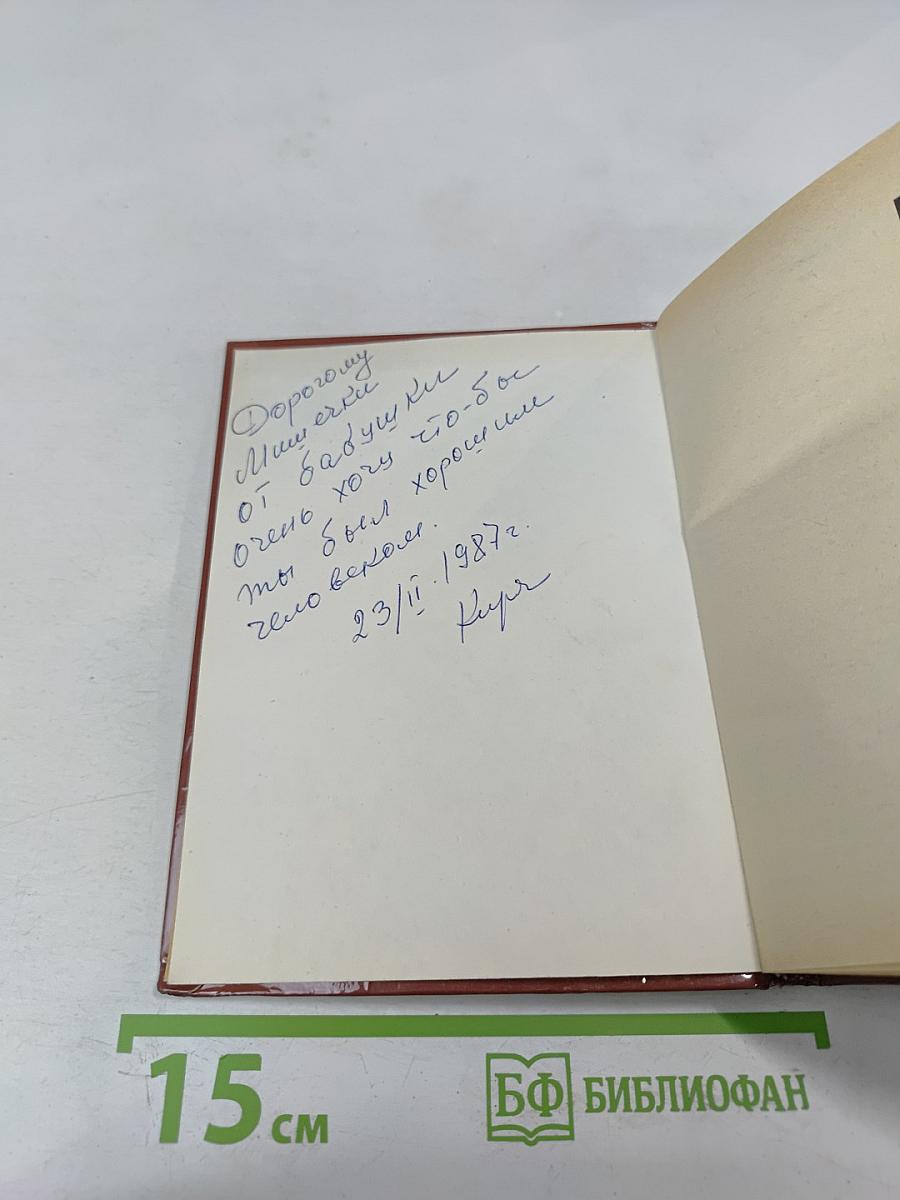 Дорогому
Мишечки
от бабушки
очень хочу что-бы
ты был хорошим
человеком.
23/II.1987г.
15 см
БФ БИБЛИОФАН